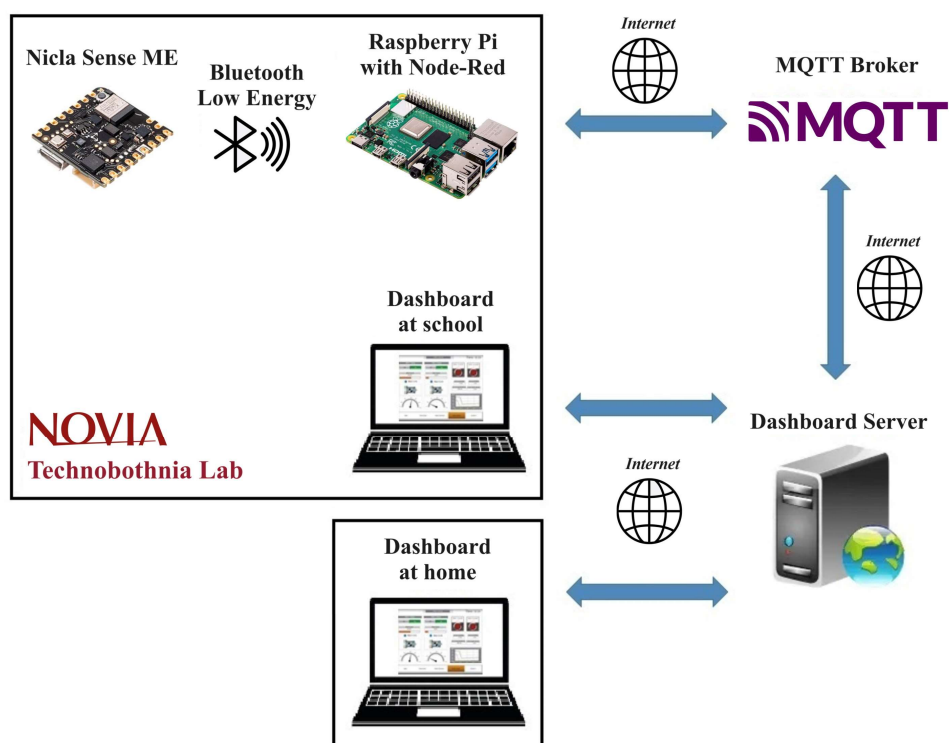 Nicla Sense ME
Bluetooth
Low Energy
Raspberry Pi
with Node-Red
Internet
MQTT Broker
MQTT
Internet
Dashboard
at school
NOVIA
Technobothnia Lab
Dashboard Server
Internet
Dashboard
at home